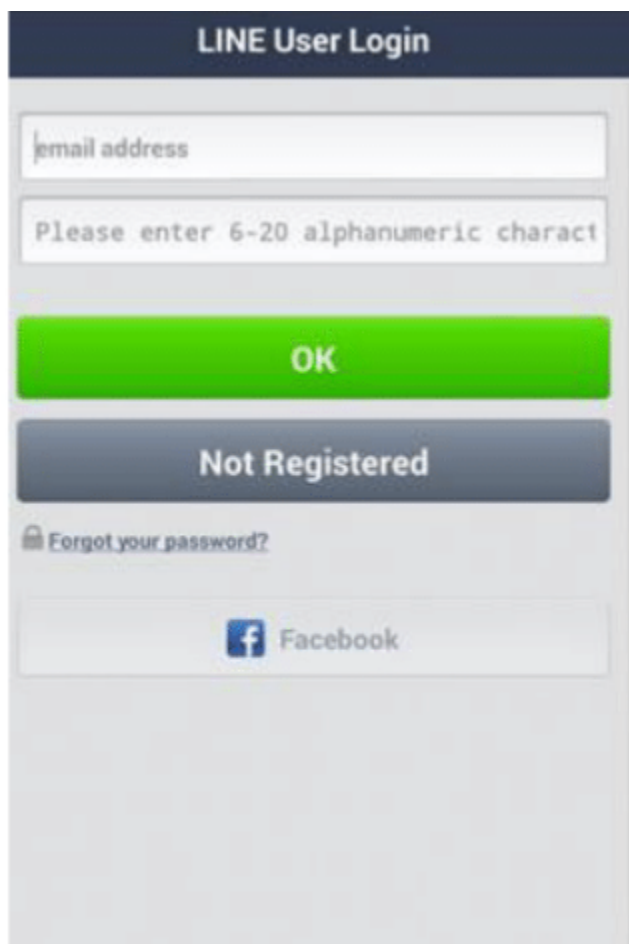 LINE User Login
email address
Please enter 6-20 alphanumeric charact
OK
Not Registered
Forgot your password?
Facebook